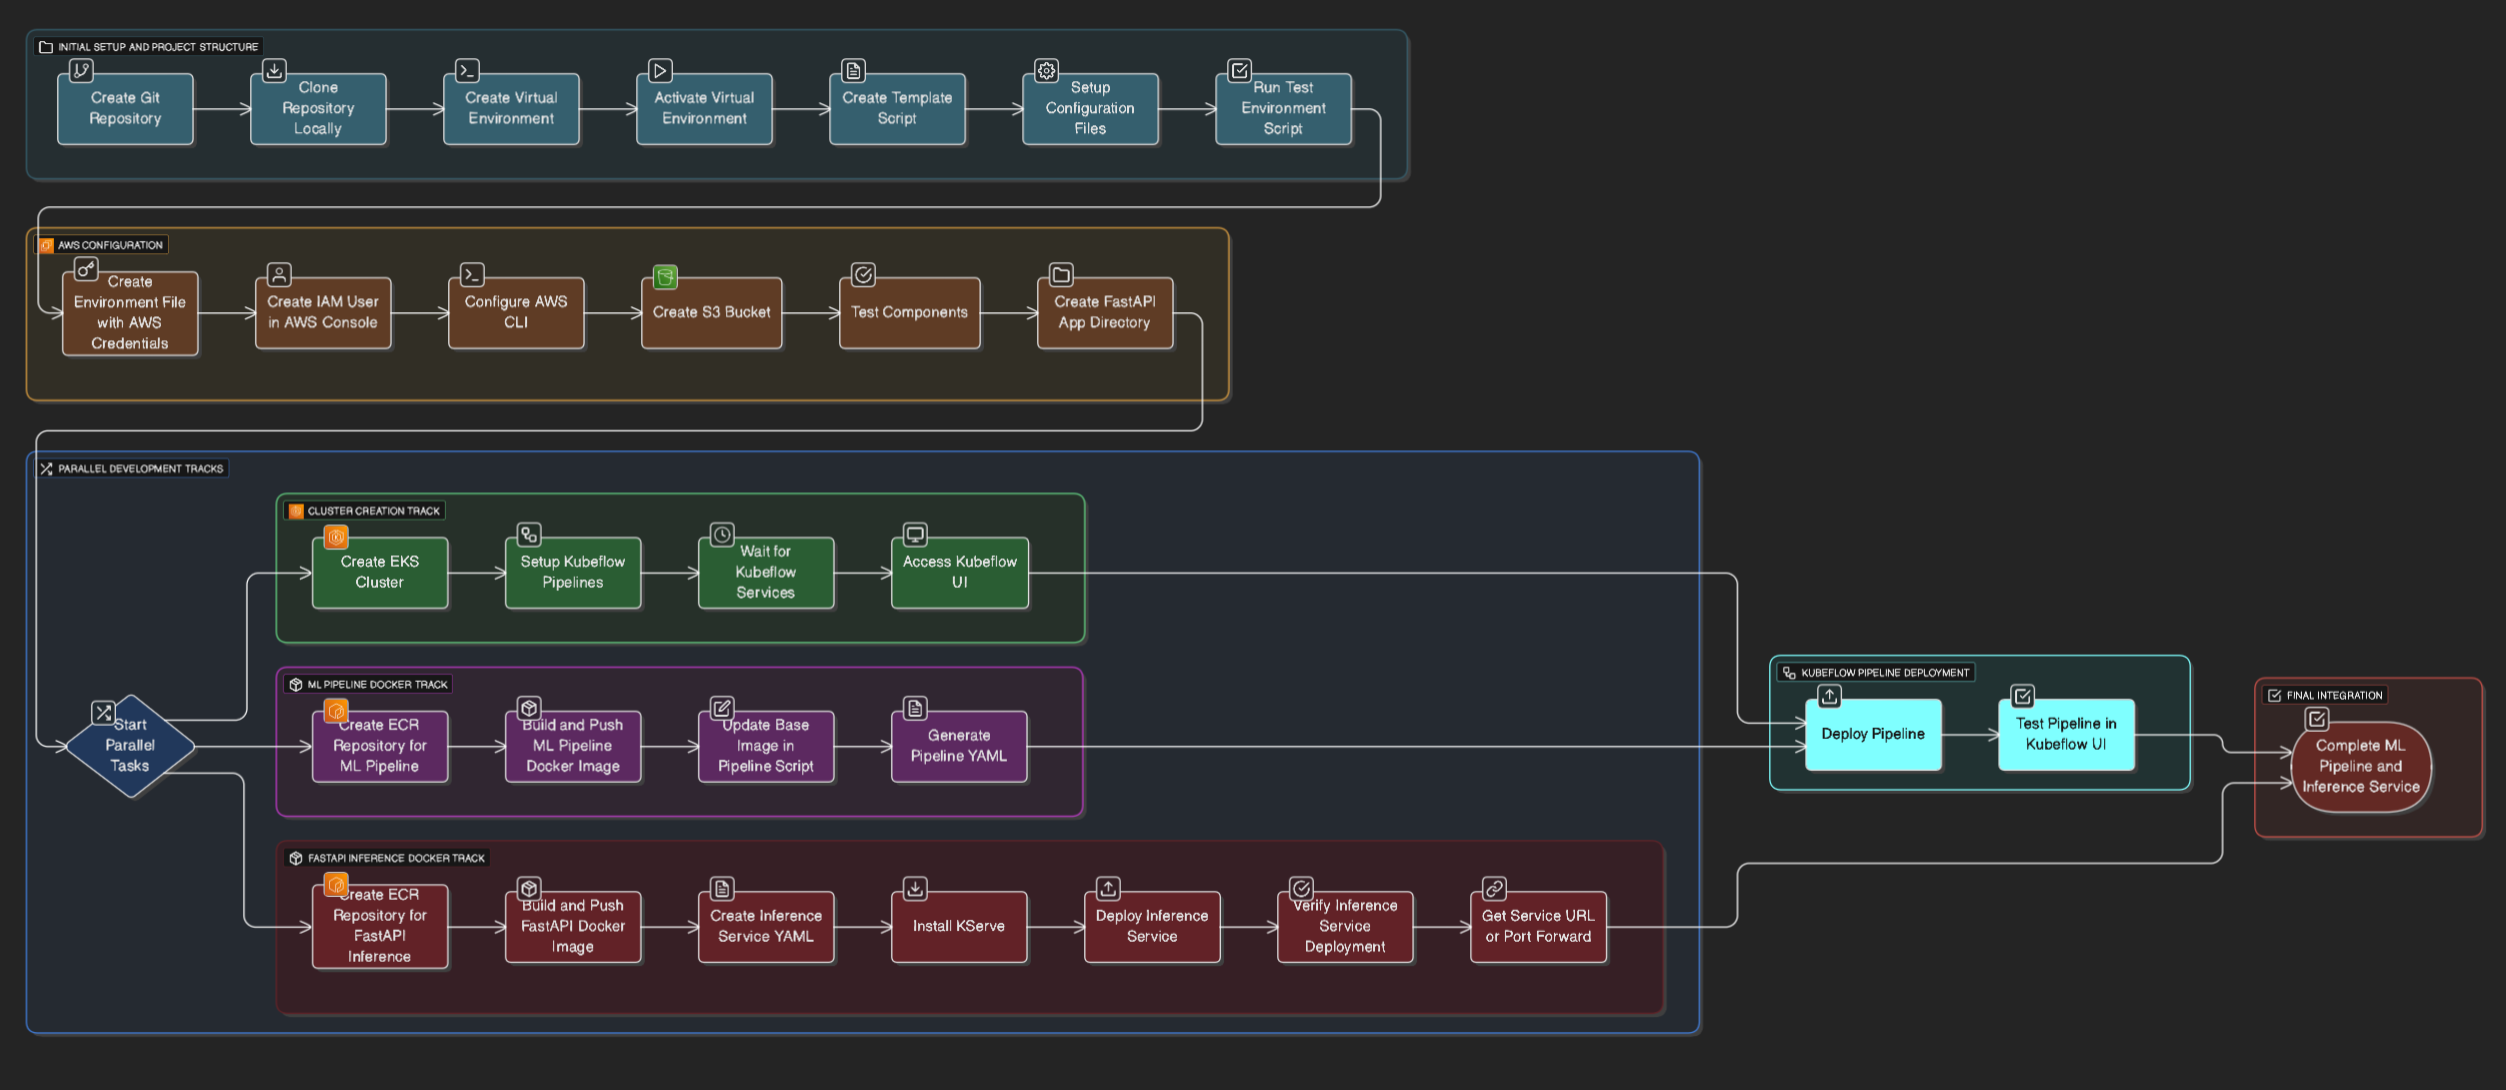 INITIAL SETUP AND PROJECT STRUCTURE
Create Git
Repository
Clone
Repository
Locally
Create Virtual
Environment
Activate Virtual
Environment
Create Template
Script
Setup
Configuration
Files
Run Test
Environment
Script
AWS CONFIGURATION
Create
Environment File
with AWS
Credentials
Create IAM User
in AWS Console
Configure AWS
CLI
Create S3 Bucket
Test Components
Create FastAPI
App Directory
PARALLEL DEVELOPMENT TRACKS
Start
Parallel
Tasks
CLUSTER CREATION TRACK
Create EKS
Cluster
Setup Kubeflow
Pipelines
Wait for
Kubeflow
Services
Access Kubeflow
UI
ML PIPELINE DOCKER TRACK
Create ECR
Repository for
ML Pipeline
Build and Push
ML Pipeline
Docker Image
Update Base
Image in
Pipeline Script
Generate
Pipeline YAML
FASTAPI INFERENCE DOCKER TRACK
Create ECR
Repository for
FastAPI
Inference
Build and Push
FastAPI Docker
Image
Create Inference
Service YAML
Install KServe
Deploy Inference
Service
Verify Inference
Service
Deployment
Get Service URL
or Port Forward
KUBEFLOW PIPELINE DEPLOYMENT
Deploy Pipeline
Test Pipeline in
Kubeflow UI
FINAL INTEGRATION
Complete ML
Pipeline and
Inference Service